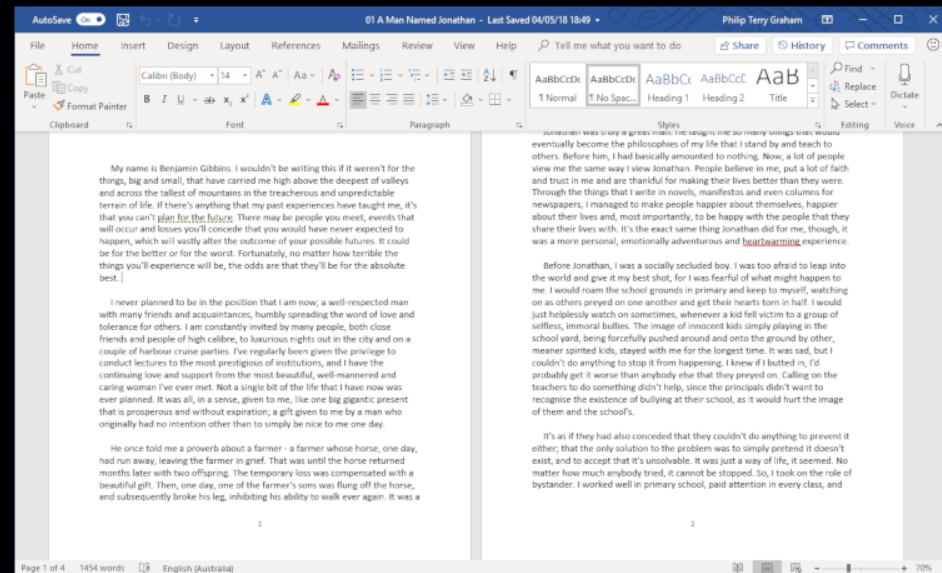 AutoSave On
01 A Man Named Jonathan - Last Saved 04/05/18 18:49
Philip Terry Graham
File Home Insert Design Layout References Mailings Review View Help Tell me what you want to do Share History Comments
Paste
Cut
Copy
Format Painter
Clipboard
Calibri (Body) 14
Font
Paragraph
AaBbCcDc AaBbCcDc AaBbCc AaBbCcD AaB
¶ Normal ¶ No Spac... Heading 1 Heading 2 Title
Styles
Find
Replace
Select
Editing
Dictate
Voice
My name is Benjamin Gibbins. I wouldn't be writing this if it weren't for the
things, big and small, that have carried me high above the deepest of valleys
and across the tallest of mountains in the treacherous and unpredictable
terrain of life. If there's anything that my past experiences have taught me, it's
that you can't plan for the future. There may be people you meet, events that
will occur and losses you'll concede that you would have never expected to
happen, which will vastly alter the outcome of your possible futures. It could
be for the better or for the worst. Fortunately, no matter how terrible the
things you'll experience will be, the odds are that they'll be for the absolute
best.
I never planned to be in the position that I am now; a well-respected man
with many friends and acquaintances, humbly spreading the word of love and
tolerance for others. I am constantly invited by many people, both close
friends and people of high calibre, to luxurious nights out in the city and on a
couple of harbour cruise parties. I've regularly been given the privilege to
conduct lectures to the most prestigious of institutions, and I have the
continuing love and support from the most beautiful, well-mannered and
caring woman I've ever met. Not a single bit of the life that I have now was
ever planned. It was all, in a sense, given to me, like one big gigantic present
that is prosperous and without expiration; a gift given to me by a man who
originally had no intention other than to simply be nice to me one day.
He once told me a proverb about a farmer - a farmer whose horse, one day,
had run away, leaving the farmer in grief. That was until the horse returned
months later with two offspring. The temporary loss was compensated with a
beautiful gift. Then, one day, one of the farmer's sons was flung off the horse,
and subsequently broke his leg, inhibiting his ability to walk ever again. It was a
1
Jonathan was truly a great man. He taught me so many things that would
eventually become the philosophies of my life that I stand by and teach to
others. Before him, I had basically amounted to nothing. Now, a lot of people
view me the same way I view Jonathan. People believe in me, put a lot of faith
and trust in me and are thankful for making their lives better than they were.
Through the things that I write in novels, manifestos and even columns for
newspapers, I managed to make people happier about themselves, happier
about their lives and, most importantly, to be happy with the people that they
share their lives with. It's the exact same thing Jonathan did for me, though, it
was a more personal, emotionally adventurous and heartwarming experience.
Before Jonathan, I was a socially secluded boy. I was too afraid to leap into
the world and give it my best shot, for I was fearful of what might happen to
me. I would roam the school grounds in primary and keep to myself, watching
on as others preyed on one another and get their hearts torn in half. I would
just helplessly watch on sometimes, whenever a kid fell victim to a group of
selfless, immoral bullies. The image of innocent kids simply playing in the
school yard, being forcefully pushed around and onto the ground by other,
meaner spirited kids, stayed with me for the longest time. It was sad, but I
couldn't do anything to stop it from happening. I knew if I butted in, I'd
probably get it worse than anybody else that they preyed on. Calling on the
teachers to do something didn't help, since the principals didn't want to
recognise the existence of bullying at their school, as it would hurt the image
of them and the school's.
It's as if they had also conceded that they couldn't do anything to prevent it
either; that the only solution to the problem was to simply pretend it doesn't
exist, and to accept that it's unsolvable. It was just a way of life, it seemed. No
matter how much anybody tried, it cannot be stopped. So, I took on the role of
bystander. I worked well in primary school, paid attention in every class, and
2
Page 1 of 4 1454 words English (Australia) 70%